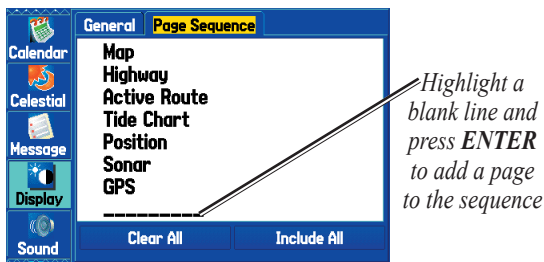 General Page Sequence
Calendar
Celestial
Message
Display
Sound
Map
Highway
Active Route
Tide Chart
Position
Sonar
GPS
_________
Clear All Include All
Highlight a
blank line and
press ENTER
to add a page
to the sequence